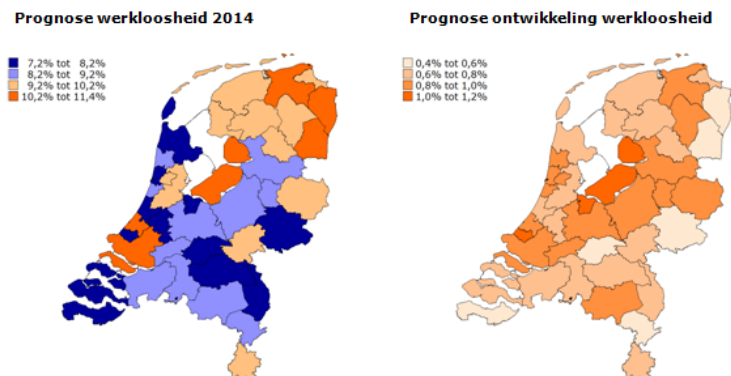 Prognose werkloosheid 2014
7,2% tot 8,2%
8,2% tot 9,2%
9,2% tot 10,2%
10,2% tot 11,4%
Prognose ontwikkeling werkloosheid
0,4% tot 0,6%
0,6% tot 0,8%
0,8% tot 1,0%
1,0% tot 1,2%